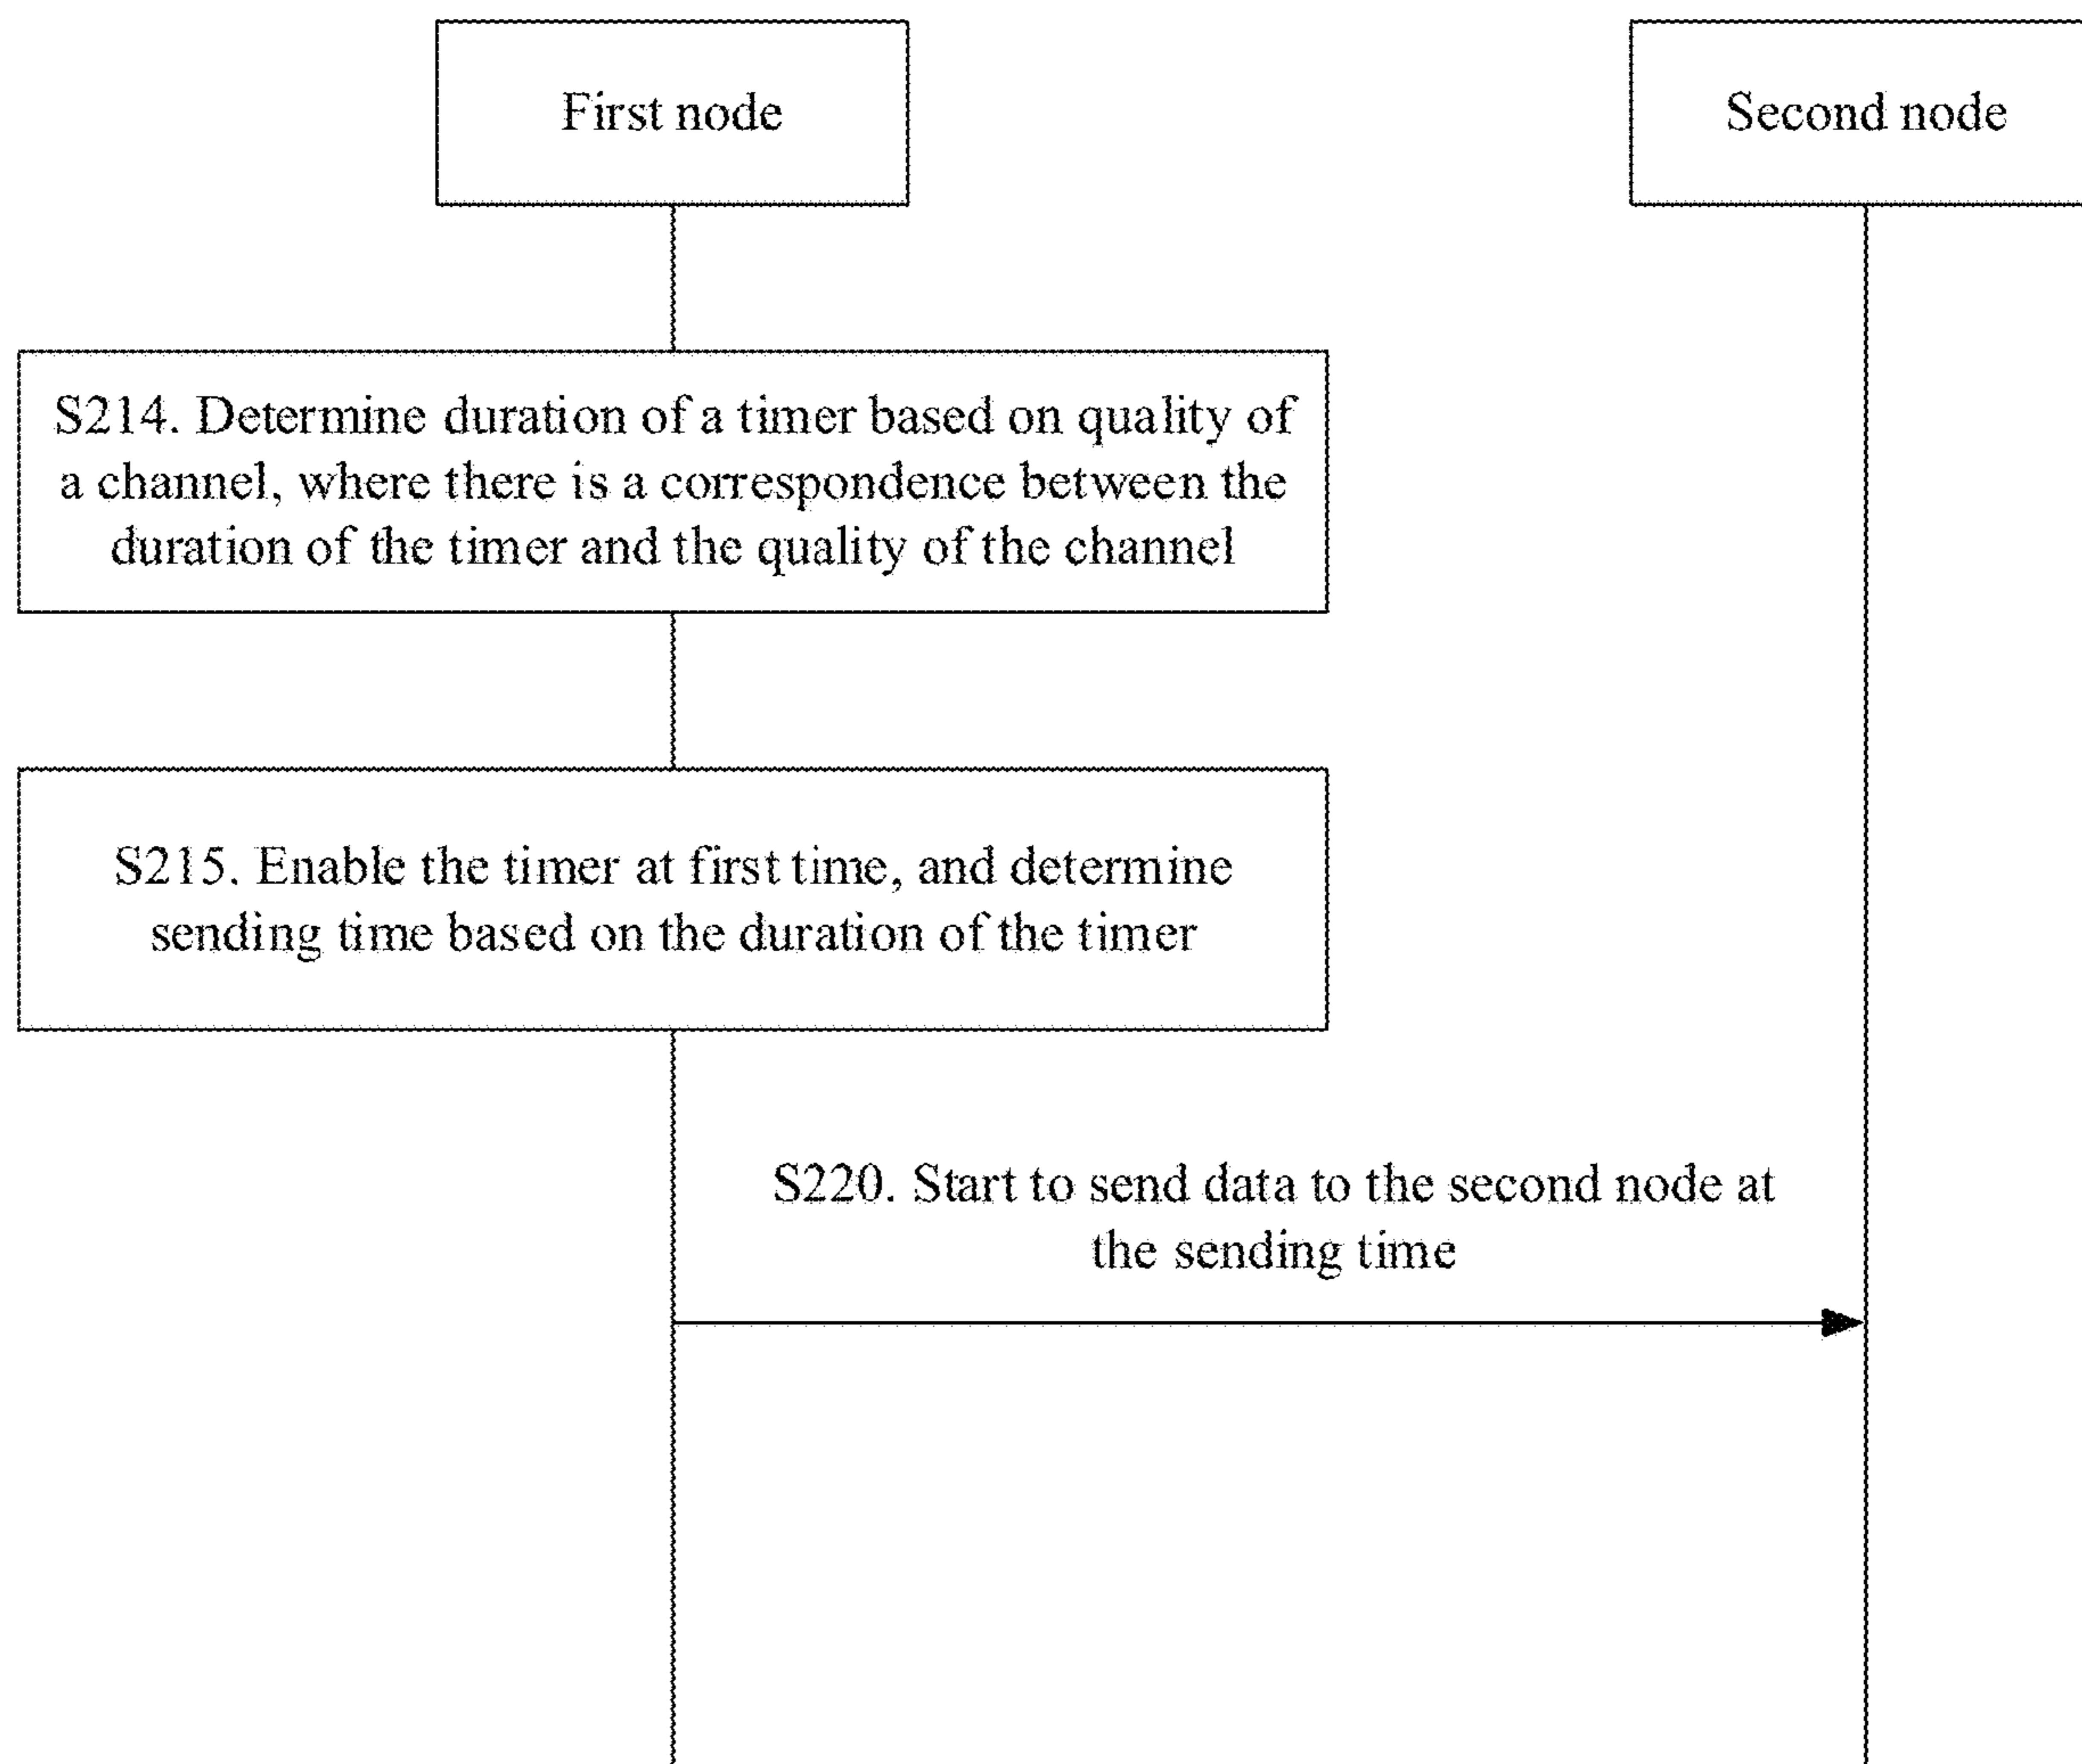 First node
Second node
S214. Determine duration of a timer based on quality of
a channel, where there is a correspondence between the
duration of the timer and the quality of the channel
S215. Enable the timer at first time, and determine
sending time based on the duration of the timer
S220. Start to send data to the second node at
the sending time